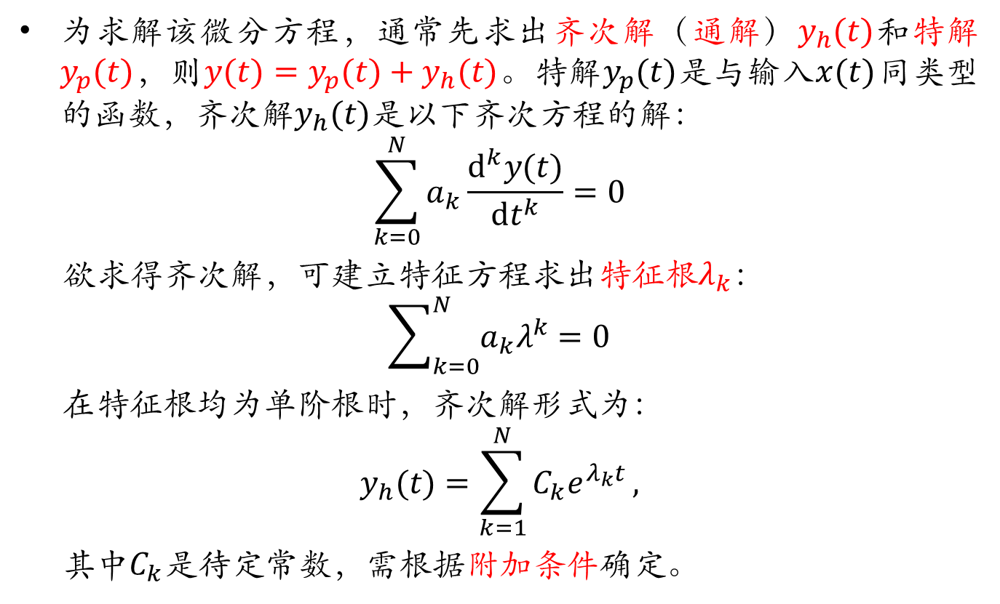 • 为求解该微分方程，通常先求出齐次解（通解）$y_h(t)$和特解
$y_p(t)$，则$y(t) = y_p(t) + y_h(t)$。特解$y_p(t)$是与输入$x(t)$同类型
的函数，齐次解$y_h(t)$是以下齐次方程的解：
$\sum_{k=0}^{N} a_k \frac{\mathrm{d}^k y(t)}{\mathrm{d}t^k} = 0$
欲求得齐次解，可建立特征方程求出特征根$\lambda_k$：
$\sum_{k=0}^{N} a_k \lambda^k = 0$
在特征根均为单阶根时，齐次解形式为：
$y_h(t) = \sum_{k=1}^{N} C_k e^{\lambda_k t},$
其中$C_k$是待定常数，需根据附加条件确定。